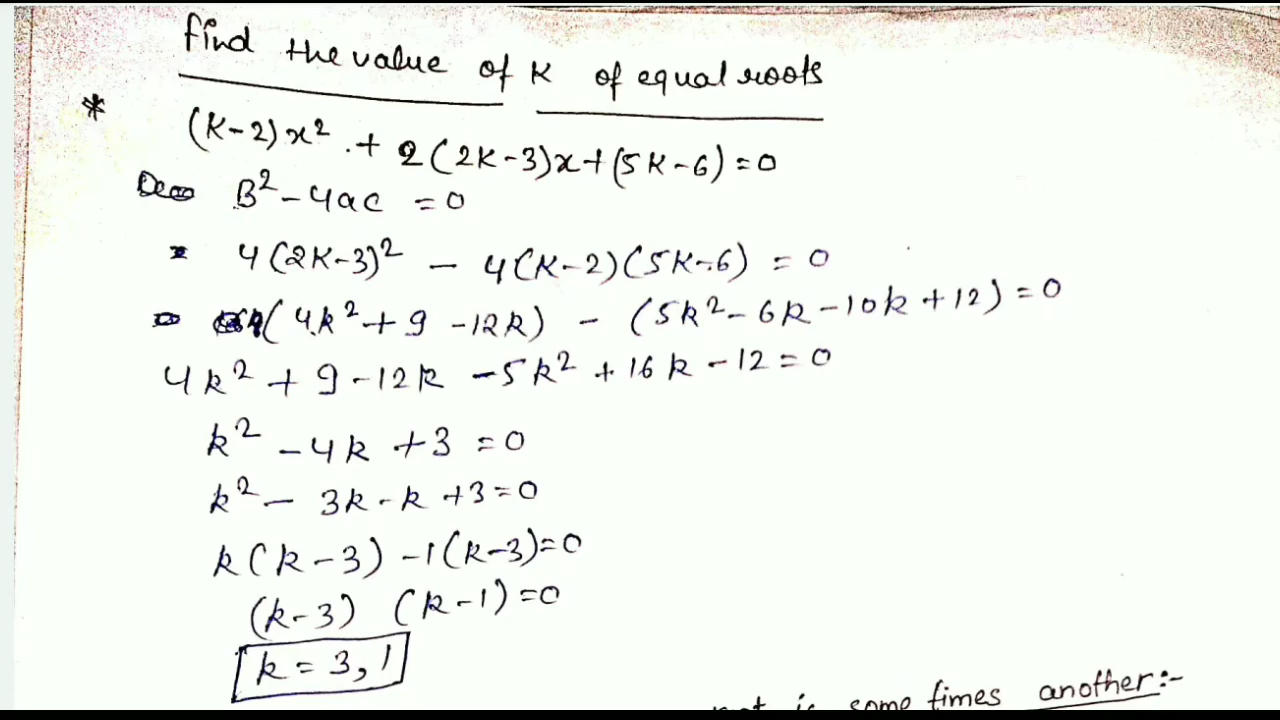 find the value of K of equal roots
* (K-2)x² + 2(2K-3)x+(5K-6)=0
B²-4ac = 0
4(2K-3)² - 4(K-2)(5K-6) = 0
(4k²+9-12k) - (5k²-6k-10k+12)=0
4k²+9-12k-5k²+16k-12=0
k²-4k+3=0
k²-3k-k+3=0
k(k-3)-1(k-3)=0
(k-3) (k-1)=0
k=3,1
is some times another:-